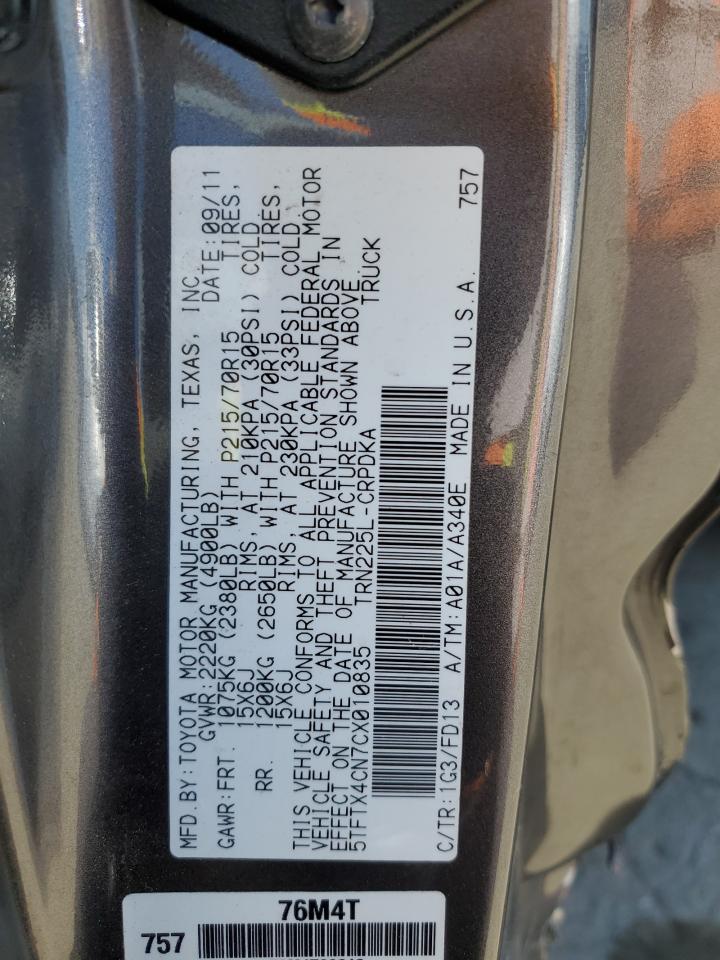 MFD.BY:TOYOTA MOTOR MANUFACTURING, TEXAS, INC.
GVWR:2220KG (4900LB) DATE:09/11
GAWR:FRT. 1075KG (2380LB) WITH P215/70R15 TIRES,
15X6J RIMS, AT 210KPA (30PSI) COLD.
RR. 1200KG (2650LB) WITH P215/70R15 TIRES,
15X6J RIMS, AT 230KPA (33PSI) COLD.
THIS VEHICLE CONFORMS TO ALL APPLICABLE FEDERAL MOTOR
VEHICLE SAFETY AND THEFT PREVENTION STANDARDS IN
EFFECT ON THE DATE OF MANUFACTURE SHOWN ABOVE.
5TFTX4CN7CX010835 TRN225L-CRPDKA TRUCK
C/TR:1G3/FD13 A/TM:A01A/A340E MADE IN U.S.A. 757
76M4T
757